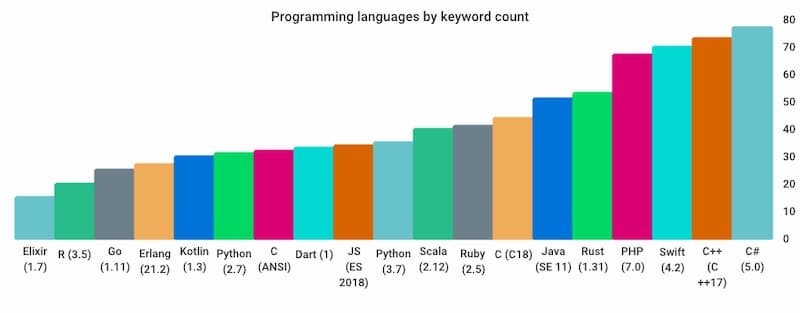 Programming languages by keyword count
80
70
60
50
40
30
20
10
0
Elixir
(1.7)
R (3.5)
Go
(1.11)
Erlang
(21.2)
Kotlin
(1.3)
Python
(2.7)
C
(ANSI)
Dart (1)
JS
(ES
2018)
Python
(3.7)
Scala
(2.12)
Ruby
(2.5)
C (C18)
Java
(SE 11)
Rust
(1.31)
PHP
(7.0)
Swift
(4.2)
C++
(C
++17)
C#
(5.0)